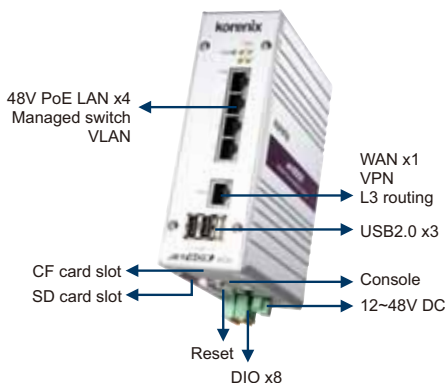 korenix
48V PoE LAN x4
Managed switch
VLAN
WAN x1
VPN
L3 routing
USB2.0 x3
CF card slot
SD card slot
Console
12~48V DC
Reset
DIO x8